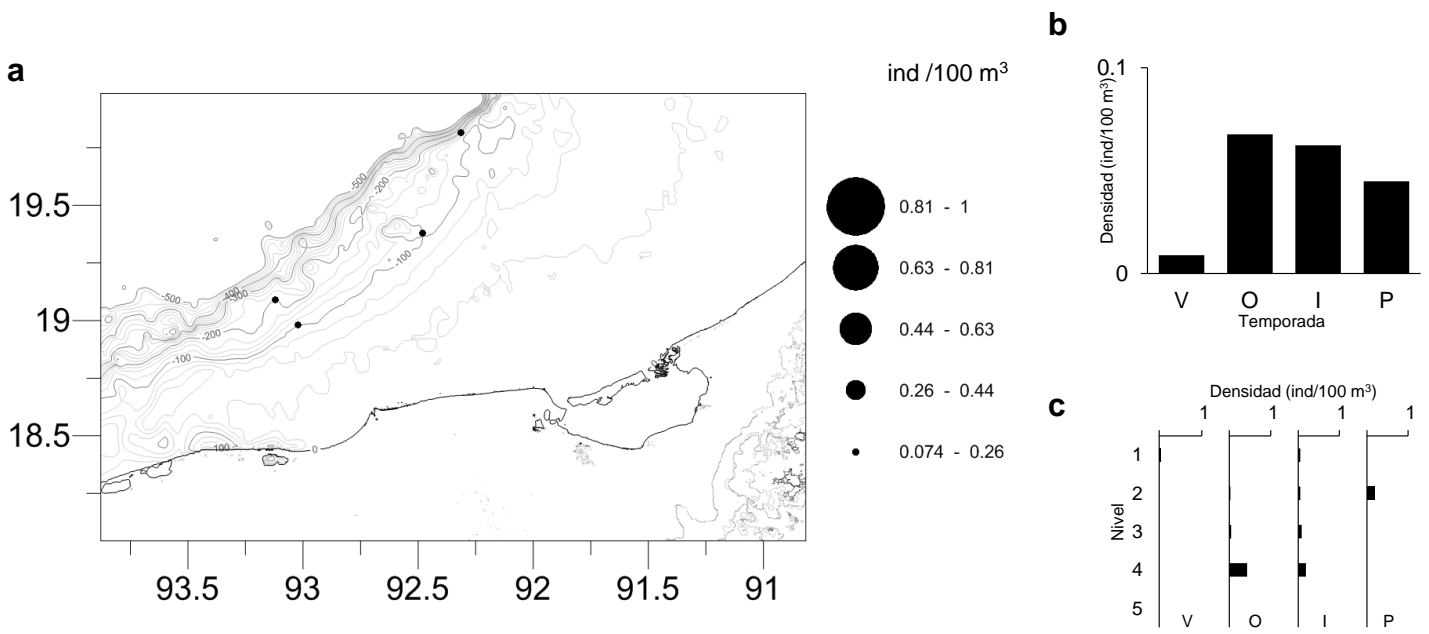 a
ind /100 m³
-500
-200
-100
-500
-400
-300
-200
-100
100
0
19.5
19
18.5
93.5
93
92.5
92
91.5
91
0.81 - 1
0.63 - 0.81
0.44 - 0.63
0.26 - 0.44
0.074 - 0.26
b
Densidad (ind/100 m³)
0.1
0
V O I P
Temporada
c
Densidad (ind/100 m³)
1 1 1 1
Nivel
1
2
3
4
5
V O I P